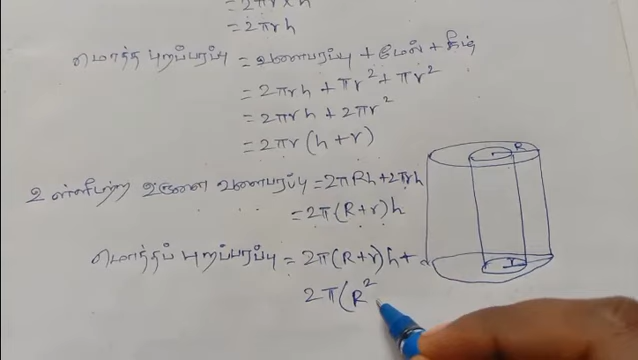 = 2πr × h
= 2πrh
மொத்த புறப்பரப்பு = வளைபரப்பு + மேல் + கீழ்
= 2πrh + πr² + πr²
= 2πrh + 2πr²
= 2πr (h + r)
உள்ளீடற்ற உருளை வளைபரப்பு = 2πRh + 2πrh
= 2π(R + r)h
மொத்தப் புறப்பரப்பு = 2π(R + r)h +
2π(R²
R
r